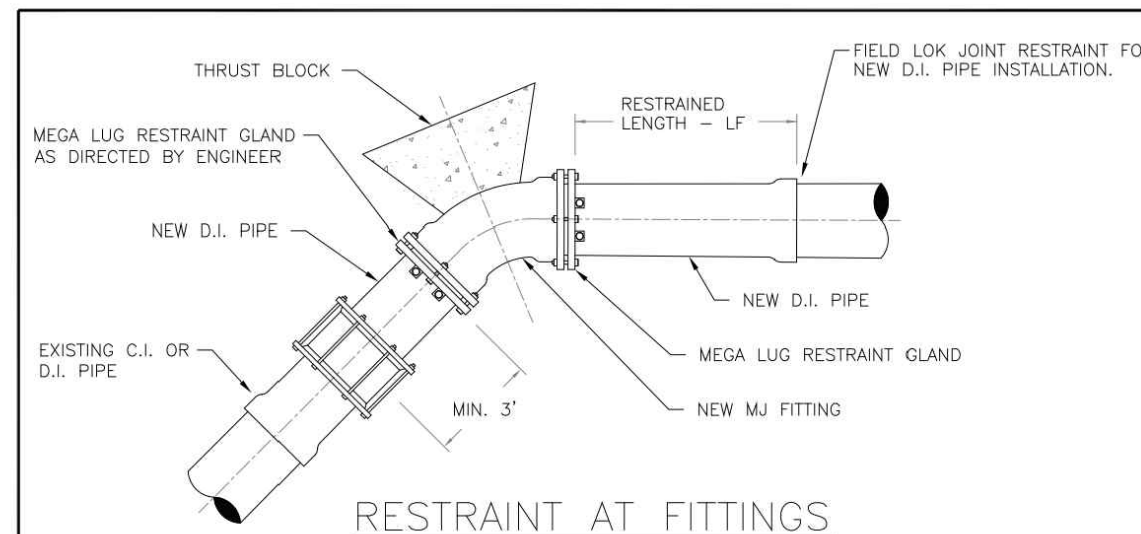 THRUST BLOCK
FIELD LOK JOINT RESTRAINT FO
NEW D.I. PIPE INSTALLATION.
RESTRAINED
LENGTH - LF
MEGA LUG RESTRAINT GLAND
AS DIRECTED BY ENGINEER
NEW D.I. PIPE
NEW D.I. PIPE
EXISTING C.I. OR
D.I. PIPE
MEGA LUG RESTRAINT GLAND
MIN. 3'
NEW MJ FITTING
RESTRAINT AT FITTINGS